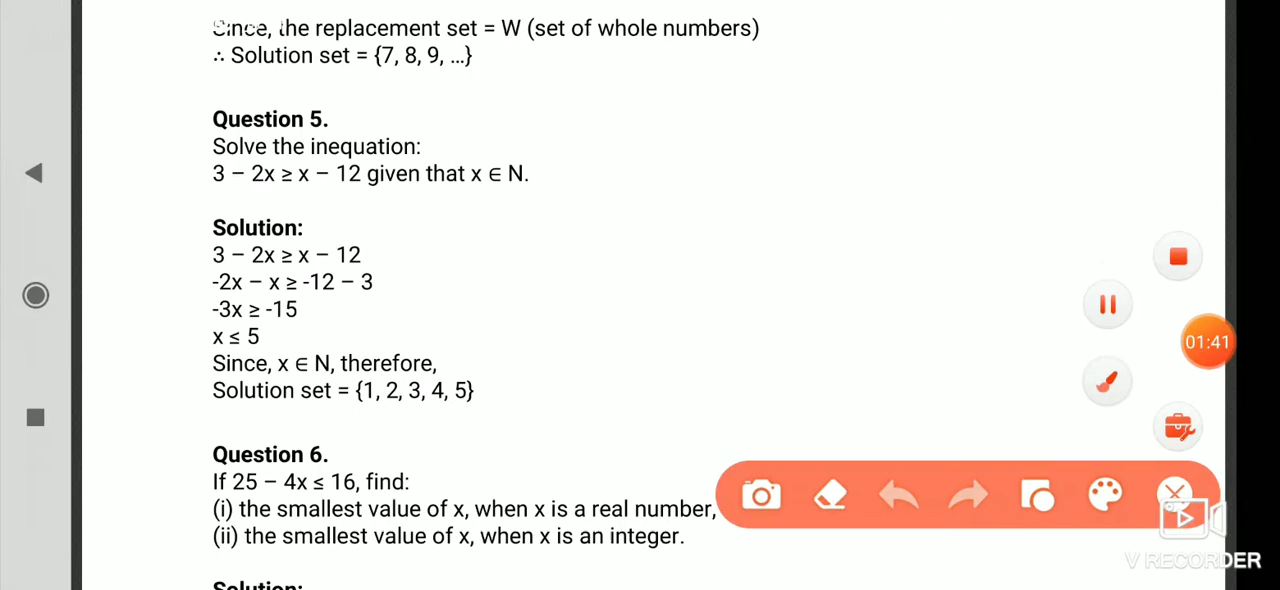 Since, the replacement set = W (set of whole numbers)
∴ Solution set = {7, 8, 9, ...}
Question 5.
Solve the inequation:
3 – 2x ≥ x – 12 given that x ∈ N.
Solution:
3 – 2x ≥ x – 12
-2x – x ≥ -12 – 3
-3x ≥ -15
x ≤ 5
Since, x ∈ N, therefore,
Solution set = {1, 2, 3, 4, 5}
01:41
Question 6.
If 25 – 4x ≤ 16, find:
(i) the smallest value of x, when x is a real number,
(ii) the smallest value of x, when x is an integer.
V RECORDER
Solution: